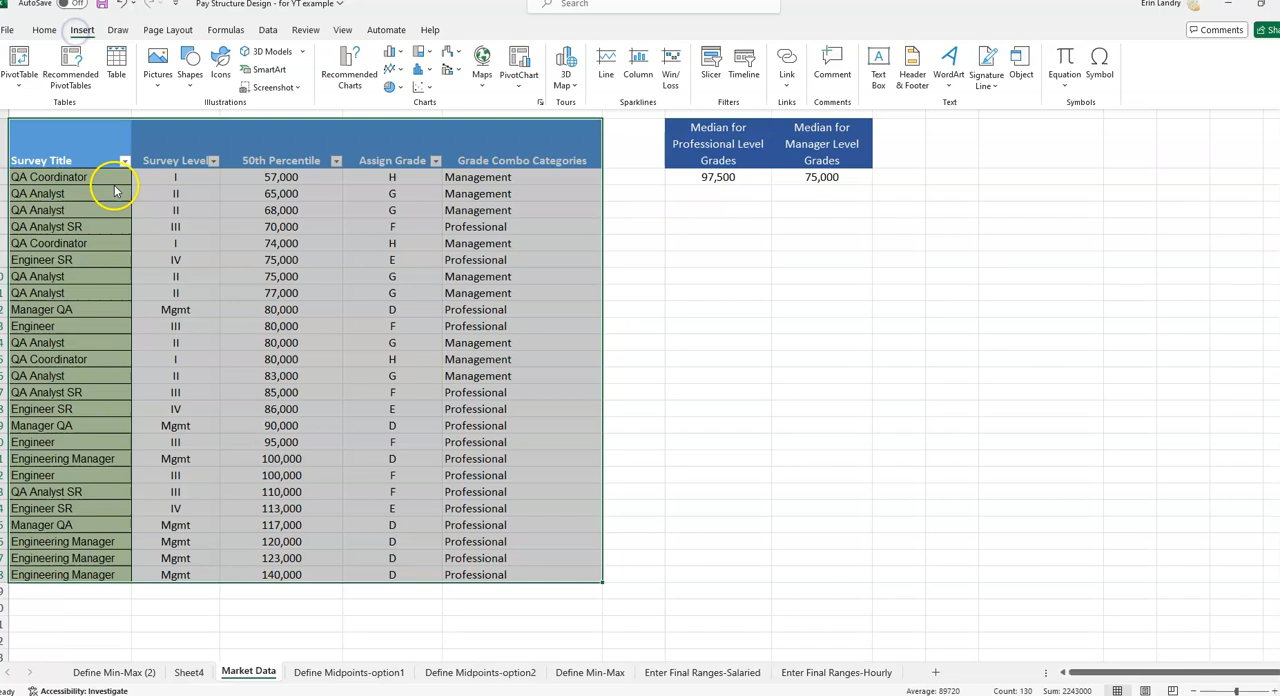 AutoSave Off Pay Structure Design - for YT example Search Erin Landry
File Home Insert Draw Page Layout Formulas Data Review View Automate Help Comments
PivotTable Recommended PivotTables Table Pictures Shapes Icons 3D Models SmartArt Screenshot Recommended Charts Maps PivotChart 3D Map Line Column Win/Loss Slicer Timeline Link Comment Text Box Header & Footer WordArt Signature Line Object Equation Symbol
Tables Illustrations Charts Tours Sparklines Filters Links Comments Text Symbols
Survey Title Survey Level 50th Percentile Assign Grade Grade Combo Categories
QA Coordinator I 57,000 H Management
QA Analyst II 65,000 G Management
QA Analyst II 68,000 G Management
QA Analyst SR III 70,000 F Professional
QA Coordinator I 74,000 H Management
Engineer SR IV 75,000 E Professional
QA Analyst II 75,000 G Management
QA Analyst II 77,000 G Management
Manager QA Mgmt 80,000 D Professional
Engineer III 80,000 F Professional
QA Analyst II 80,000 G Management
QA Coordinator I 80,000 H Management
QA Analyst II 83,000 G Management
QA Analyst SR III 85,000 F Professional
Engineer SR IV 86,000 E Professional
Manager QA Mgmt 90,000 D Professional
Engineer III 95,000 F Professional
Engineering Manager Mgmt 100,000 D Professional
Engineer III 100,000 F Professional
QA Analyst SR III 110,000 F Professional
Engineer SR IV 113,000 E Professional
Manager QA Mgmt 117,000 D Professional
Engineering Manager Mgmt 120,000 D Professional
Engineering Manager Mgmt 123,000 D Professional
Engineering Manager Mgmt 140,000 D Professional
Median for Median for
Professional Level Manager Level
Grades Grades
97,500 75,000
Define Min-Max (2) Sheet4 Market Data Define Midpoints-option1 Define Midpoints-option2 Define Min-Max Enter Final Ranges-Salaried Enter Final Ranges-Hourly
Accessibility: Investigate Average: 89720 Count: 130 Sum: 2243000